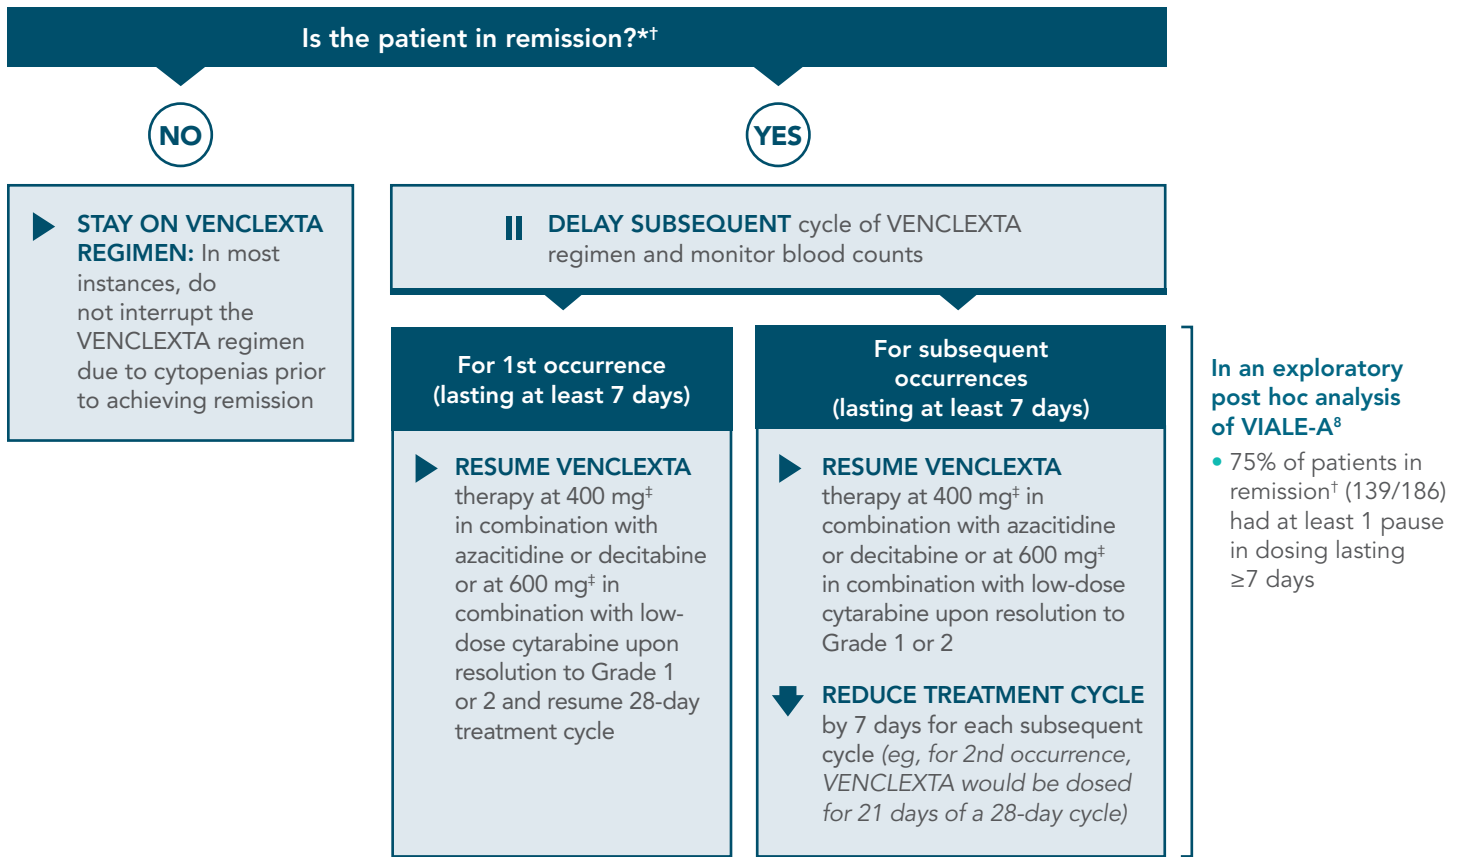 Is the patient in remission?*†
NO
YES
STAY ON VENCLEXTA
REGIMEN: In most
instances, do
not interrupt the
VENCLEXTA regimen
due to cytopenias prior
to achieving remission
DELAY SUBSEQUENT cycle of VENCLEXTA
regimen and monitor blood counts
For 1st occurrence
(lasting at least 7 days)
RESUME VENCLEXTA
therapy at 400 mg‡
in combination with
azacitidine or decitabine
or at 600 mg‡ in
combination with low-
dose cytarabine upon
resolution to Grade 1
or 2 and resume 28-day
treatment cycle
For subsequent
occurrences
(lasting at least 7 days)
RESUME VENCLEXTA
therapy at 400 mg‡ in
combination with azacitidine
or decitabine or at 600 mg‡
in combination with low-dose
cytarabine upon resolution to
Grade 1 or 2
REDUCE TREATMENT CYCLE
by 7 days for each subsequent
cycle (eg, for 2nd occurrence,
VENCLEXTA would be dosed
for 21 days of a 28-day cycle)
In an exploratory
post hoc analysis
of VIALE-A8
• 75% of patients in
remission† (139/186)
had at least 1 pause
in dosing lasting
≥7 days